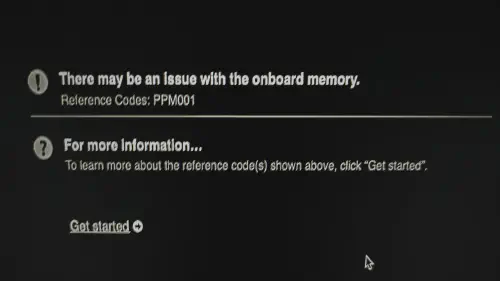 There may be an issue with the onboard memory.
Reference Codes: PPM001
For more information...
To learn more about the reference code(s) shown above, click "Get started".
Get started